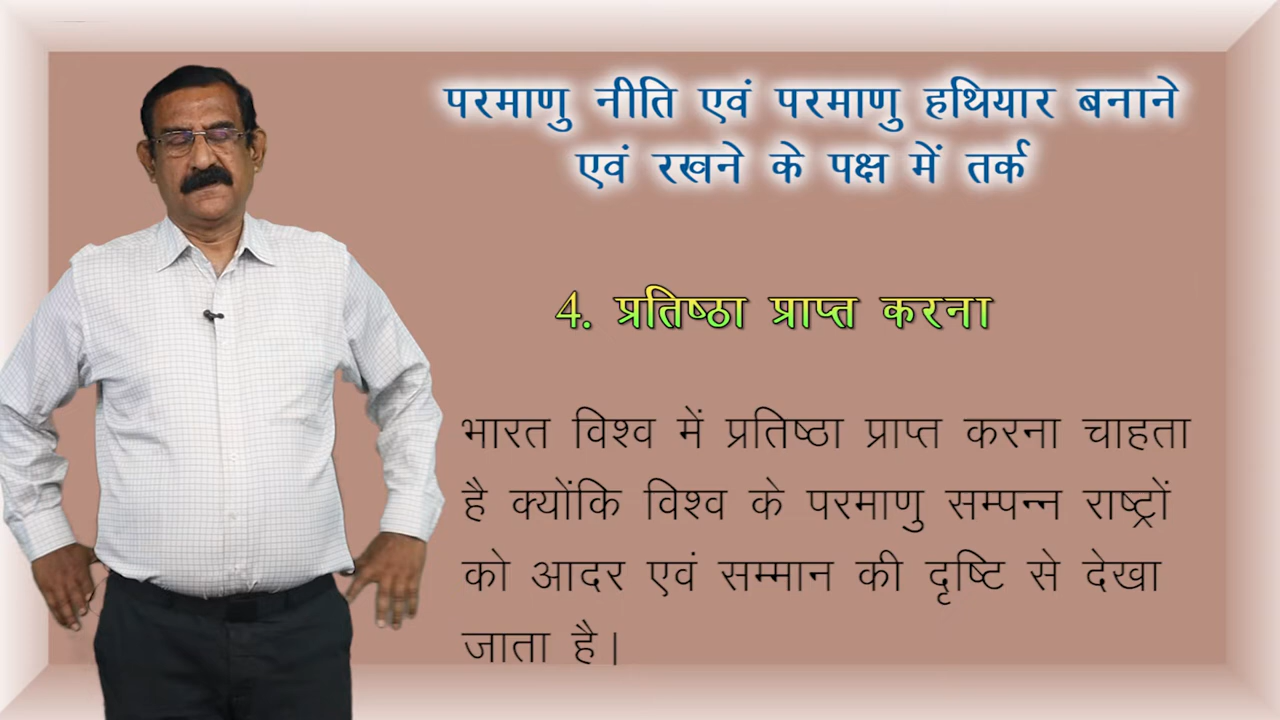 परमाणु नीति एवं परमाणु हथियार बनाने
एवं रखने के पक्ष में तर्क
4. प्रतिष्ठा प्राप्त करना
भारत विश्व में प्रतिष्ठा प्राप्त करना चाहता
है क्योंकि विश्व के परमाणु सम्पन्न राष्ट्रों
को आदर एवं सम्मान की दृष्टि से देखा
जाता है।